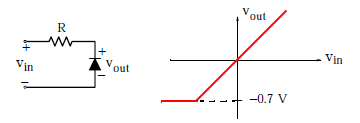 R
+
+
V_in
V_out
−
−
V_out
V_in
−0.7 V